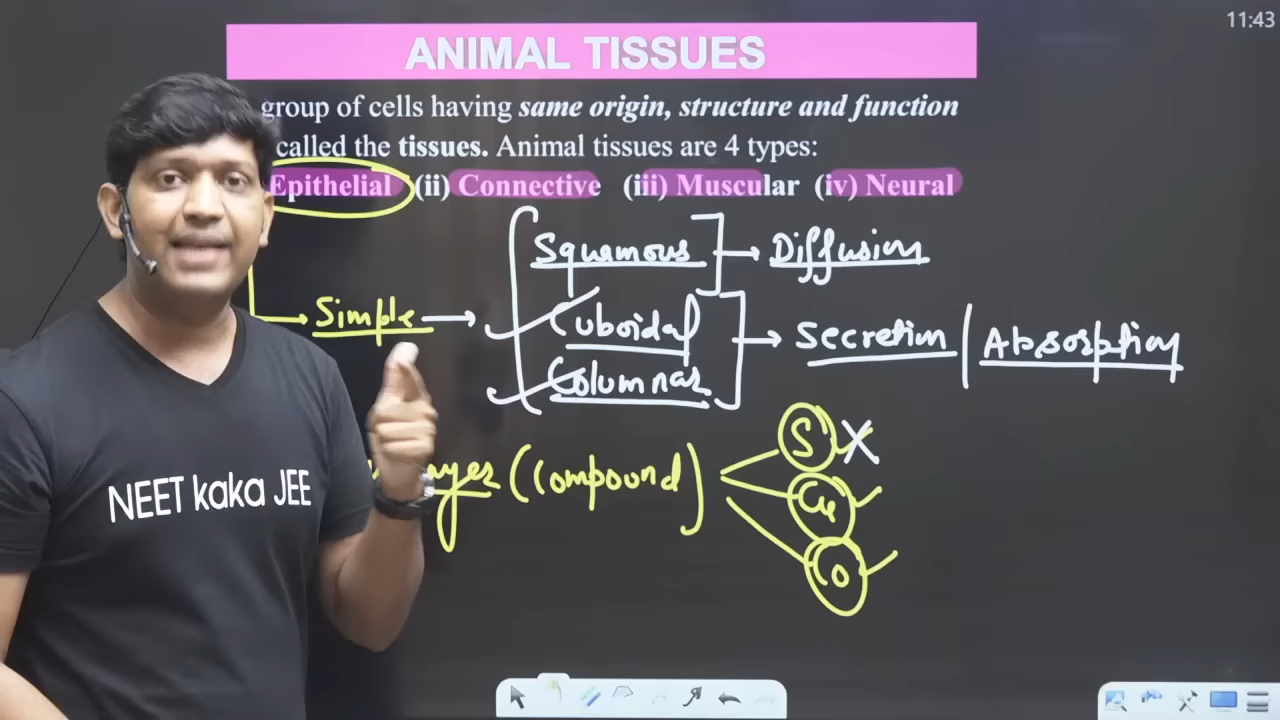 11:43
ANIMAL TISSUES
group of cells having same origin, structure and function
called the tissues. Animal tissues are 4 types:
Epithelial (ii) Connective (iii) Muscular (iv) Neural
Squamous → Diffusion
Simple → Cuboidal → Secretion | Absorption
Columnar
(Compound)
S X
Cu
Co
NEET kaka JEE